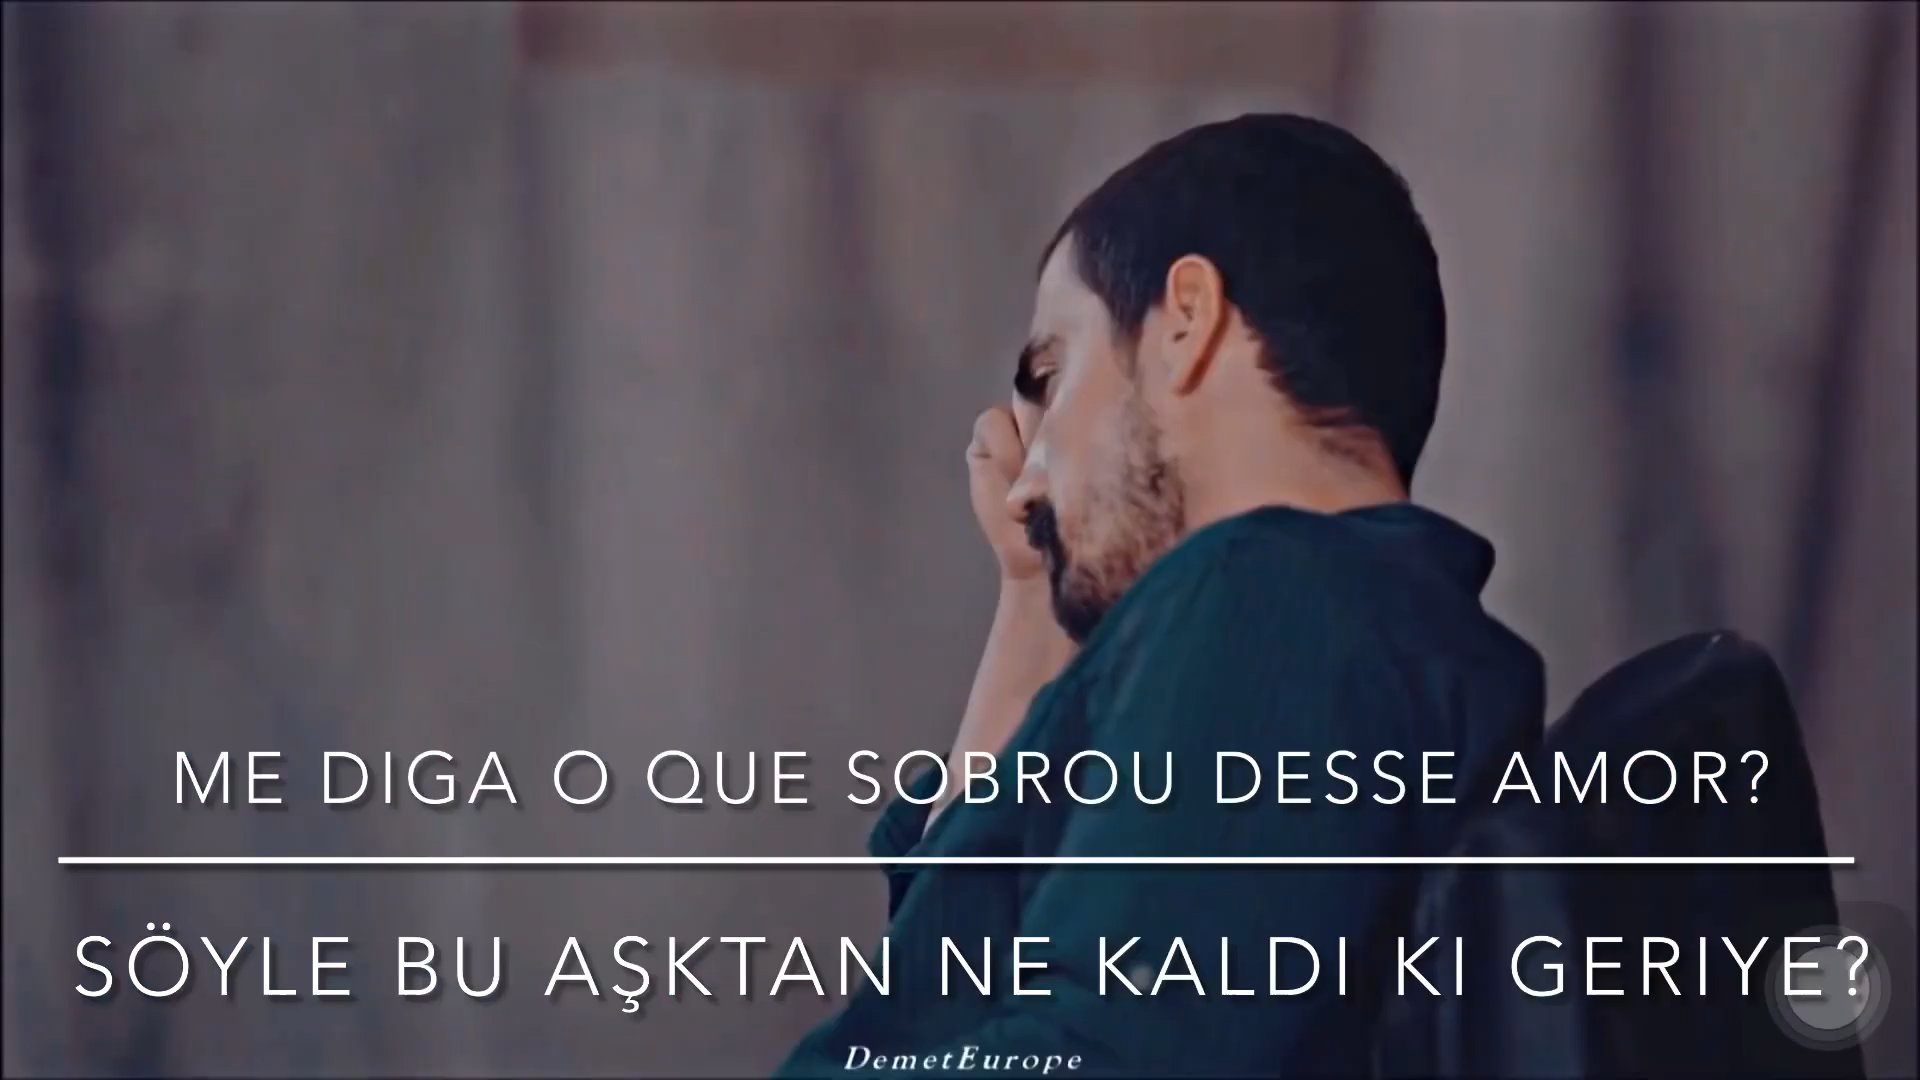 ME DIGA O QUE SOBROU DESSE AMOR?
SÖYLE BU AŞKTAN NE KALDI KI GERIYE?
DemetEurope